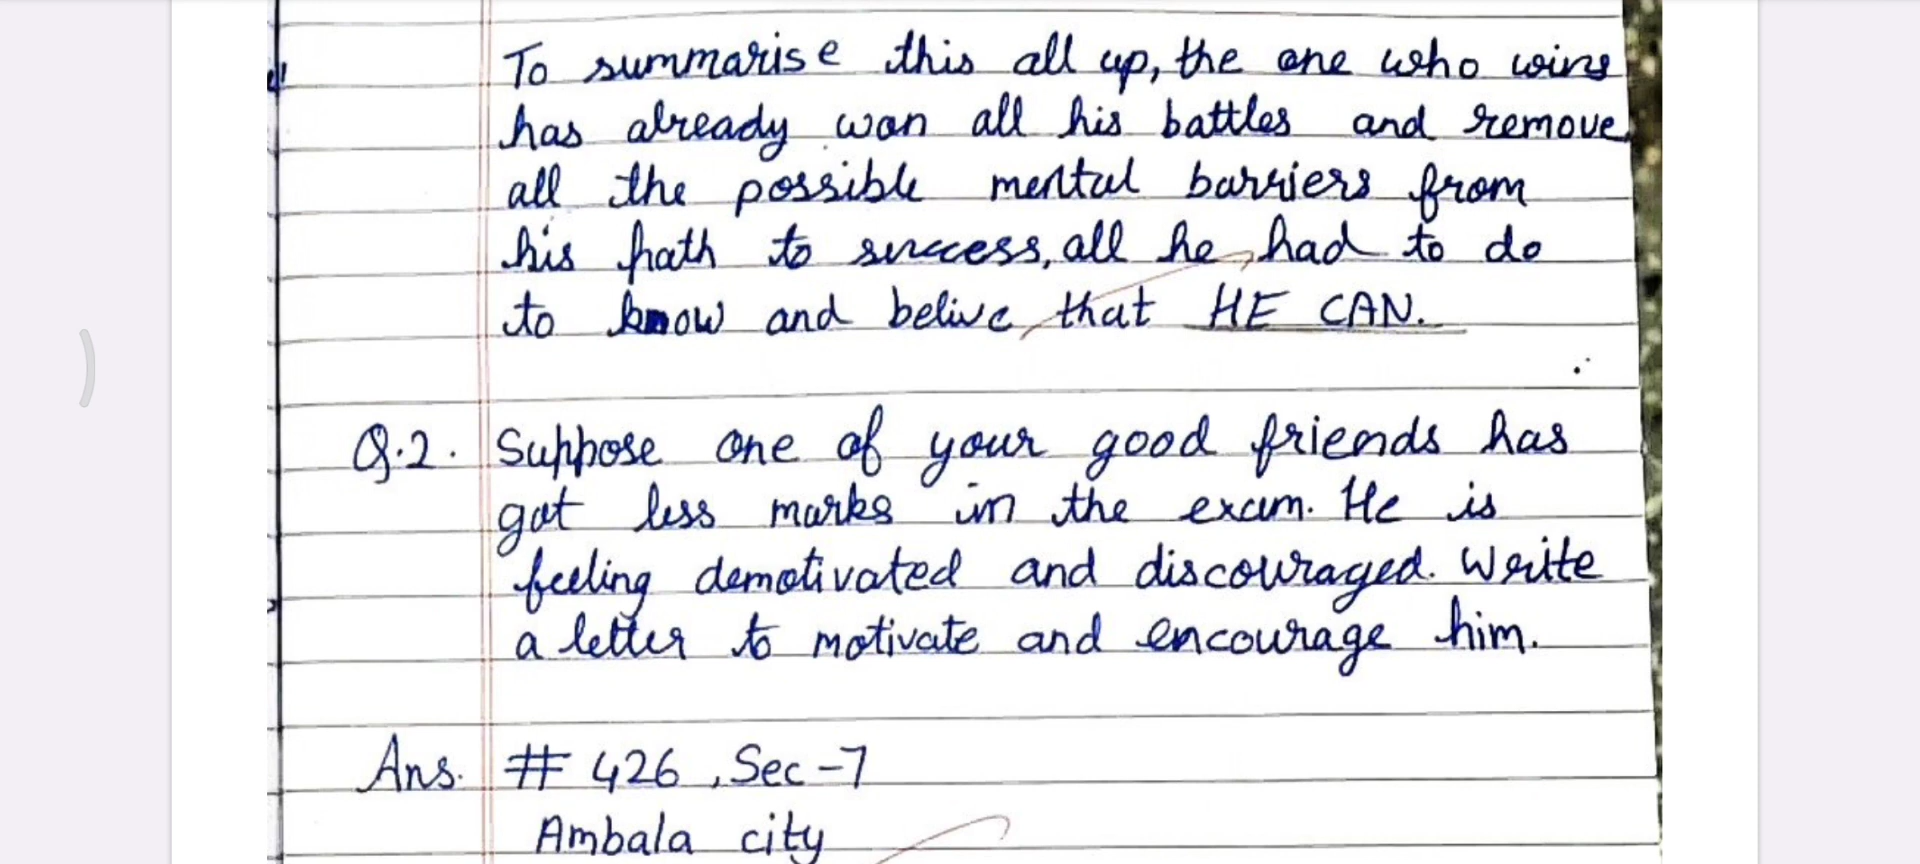 To summarise this all up, the one who wins
has already won all his battles and remove
all the possible mental barriers from
his path to success, all he had to do
to know and belive that HE CAN.
Q.2. Suppose one of your good friends has
got less marks in the exam. He is
feeling demotivated and discouraged. Write
a letter to motivate and encourage him.
Ans. # 426, Sec-7
Ambala city